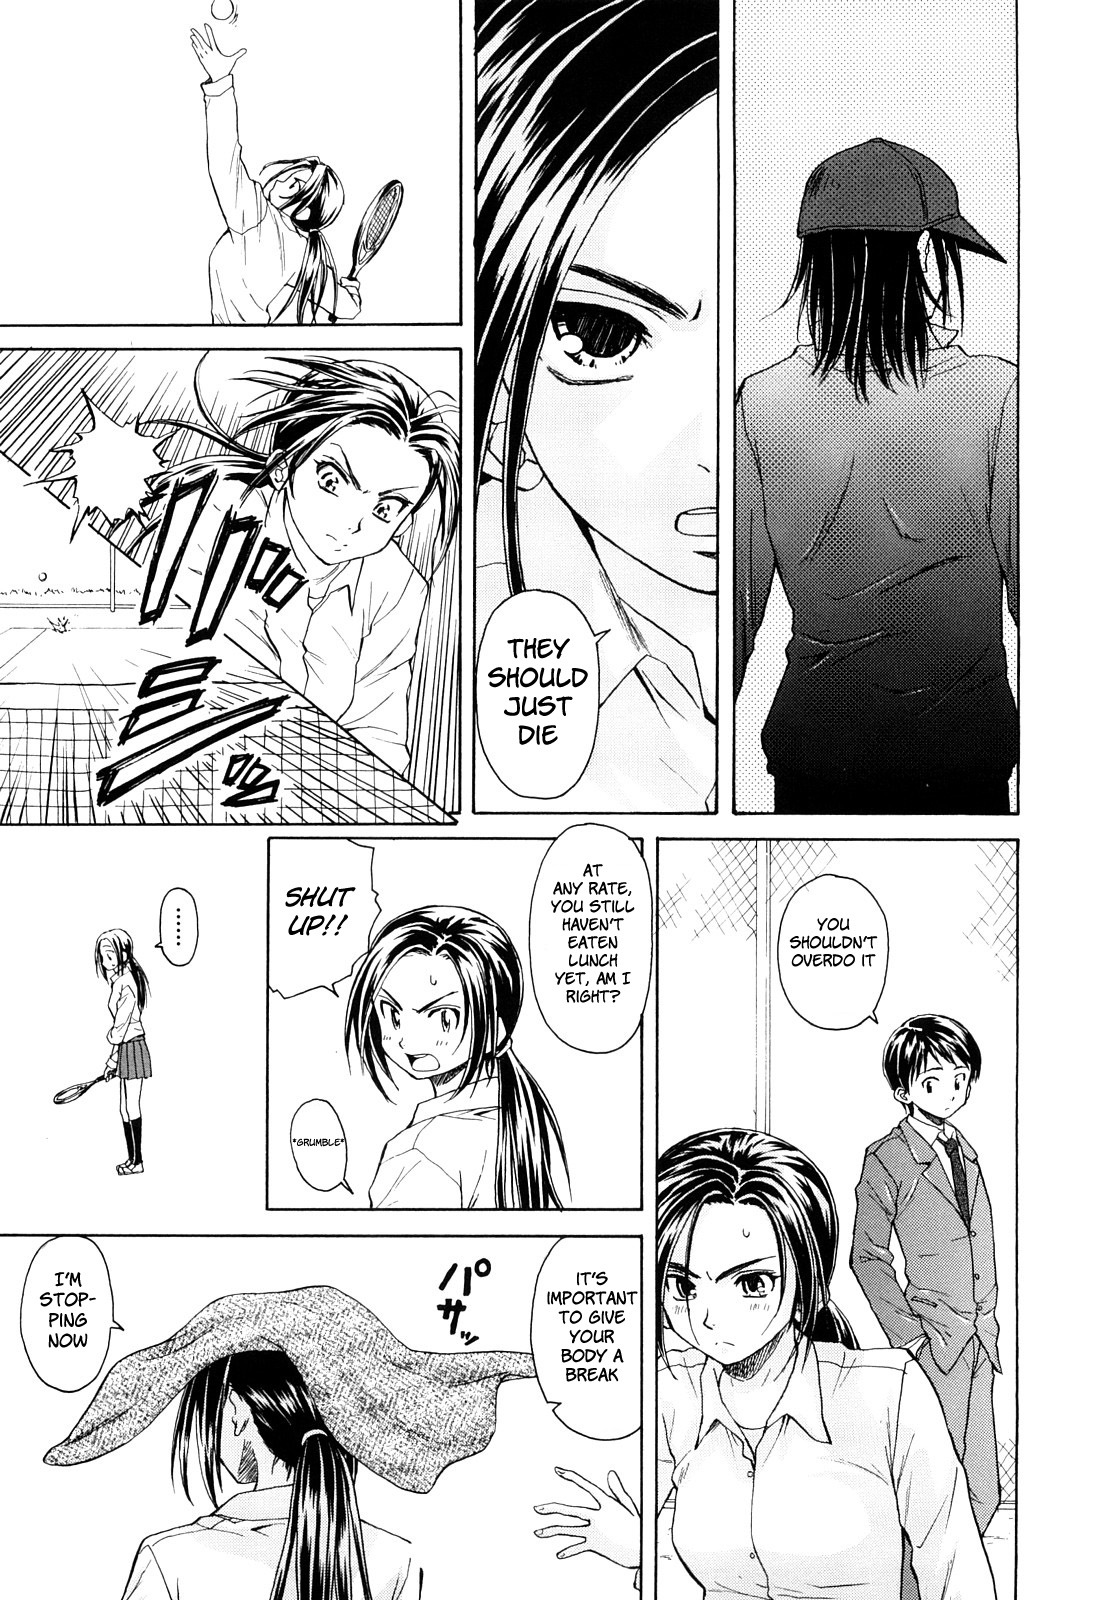 THEY
SHOULD
JUST
DIE
YOU
SHOULDN'T
OVERDO IT
AT
ANY RATE,
YOU STILL
HAVEN'T
EATEN
LUNCH
YET, AM I
RIGHT?
SHUT
UP!!
*GRUMBLE*
......
IT'S
IMPORTANT
TO GIVE
YOUR
BODY A
BREAK
パサッ
I'M
STOP-
PING
NOW